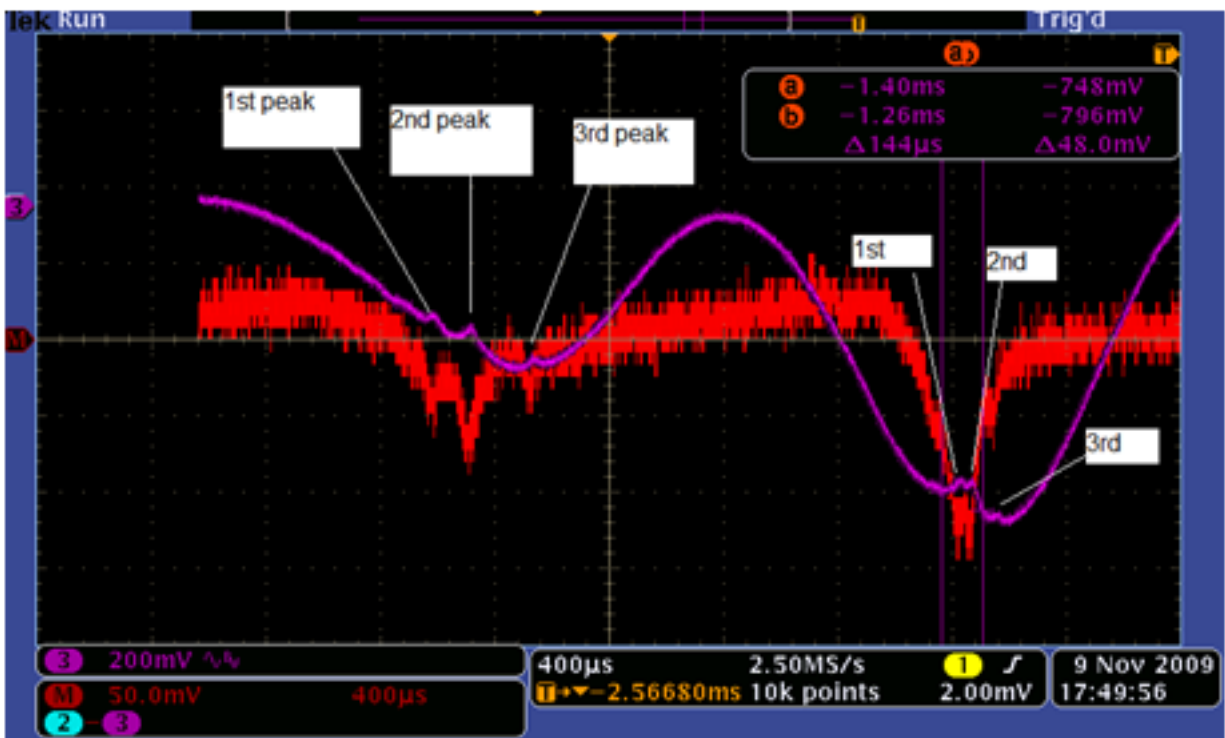 Tek Run
Trig'd
a
T
a -1.40ms -748mV
b -1.26ms -796mV
Δ144µs Δ48.0mV
1st peak
2nd peak
3rd peak
3
1st
2nd
M
3rd
3 200mV
400µs 2.50MS/s 1 9 Nov 2009
M 50.0mV 400µs
T→▼-2.56680ms 10k points 2.00mV 17:49:56
2 - 3